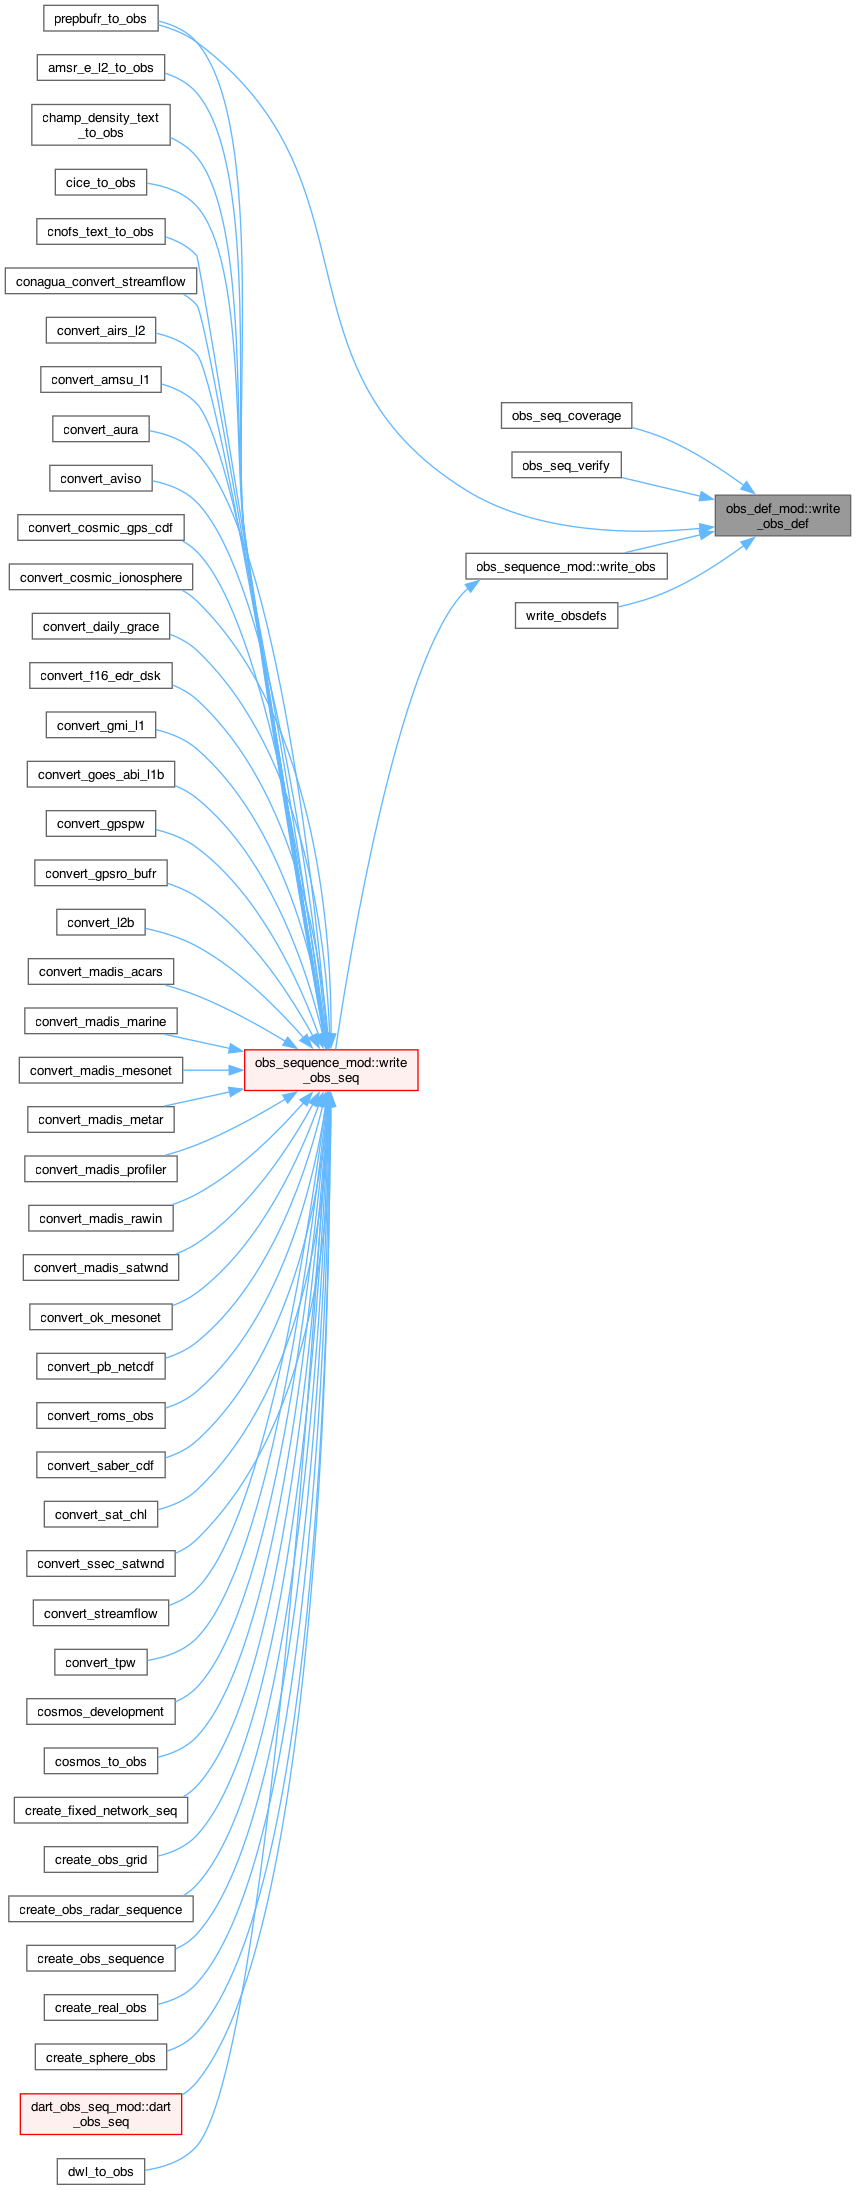 prepbufr_to_obs
amsr_e_l2_to_obs
champ_density_text
_to_obs
cice_to_obs
cnofs_text_to_obs
conagua_convert_streamflow
convert_airs_l2
convert_amsu_l1
convert_aura
convert_aviso
convert_cosmic_gps_cdf
convert_cosmic_ionosphere
convert_daily_grace
convert_f16_edr_dsk
convert_gmi_l1
convert_goes_abi_l1b
convert_gpspw
convert_gpsro_bufr
convert_l2b
convert_madis_acars
convert_madis_marine
convert_madis_mesonet
convert_madis_metar
convert_madis_profiler
convert_madis_rawin
convert_madis_satwnd
convert_ok_mesonet
convert_pb_netcdf
convert_roms_obs
convert_saber_cdf
convert_sat_chl
convert_ssec_satwnd
convert_streamflow
convert_tpw
cosmos_development
cosmos_to_obs
create_fixed_network_seq
create_obs_grid
create_obs_radar_sequence
create_obs_sequence
create_real_obs
create_sphere_obs
dart_obs_seq_mod::dart
_obs_seq
dwl_to_obs
obs_sequence_mod::write
_obs_seq
obs_seq_coverage
obs_seq_verify
obs_sequence_mod::write_obs
write_obsdefs
obs_def_mod::write
_obs_def